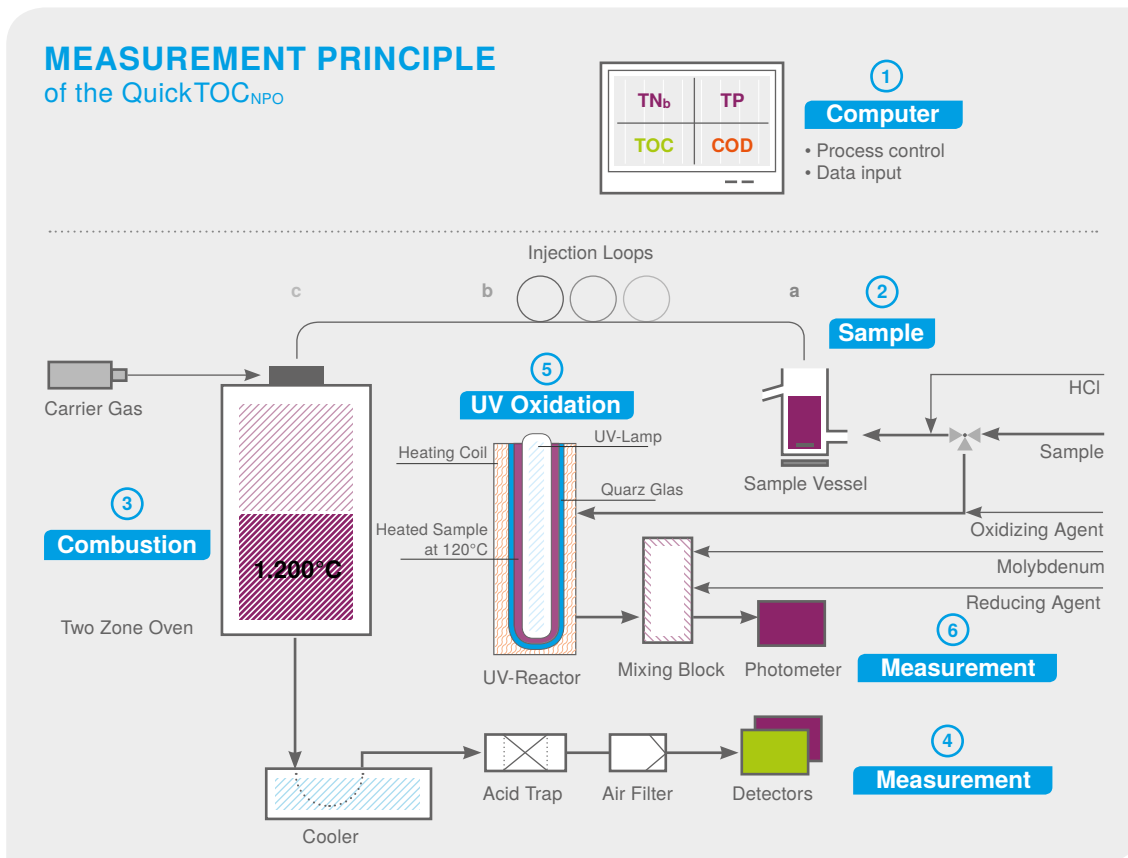 MEASUREMENT PRINCIPLE
of the QuickTOCNPO
TNb
TP
TOC
COD
1
Computer
• Process control
• Data input
Injection Loops
c
b
a
2
Sample
Carrier Gas
5
UV Oxidation
HCl
Sample
Heating Coil
UV-Lamp
Sample Vessel
Quarz Glas
3
Combustion
1.200°C
Heated Sample
at 120°C
Oxidizing Agent
Molybdenum
Reducing Agent
Two Zone Oven
UV-Reactor
Mixing Block
Photometer
6
Measurement
4
Measurement
Acid Trap
Air Filter
Detectors
Cooler